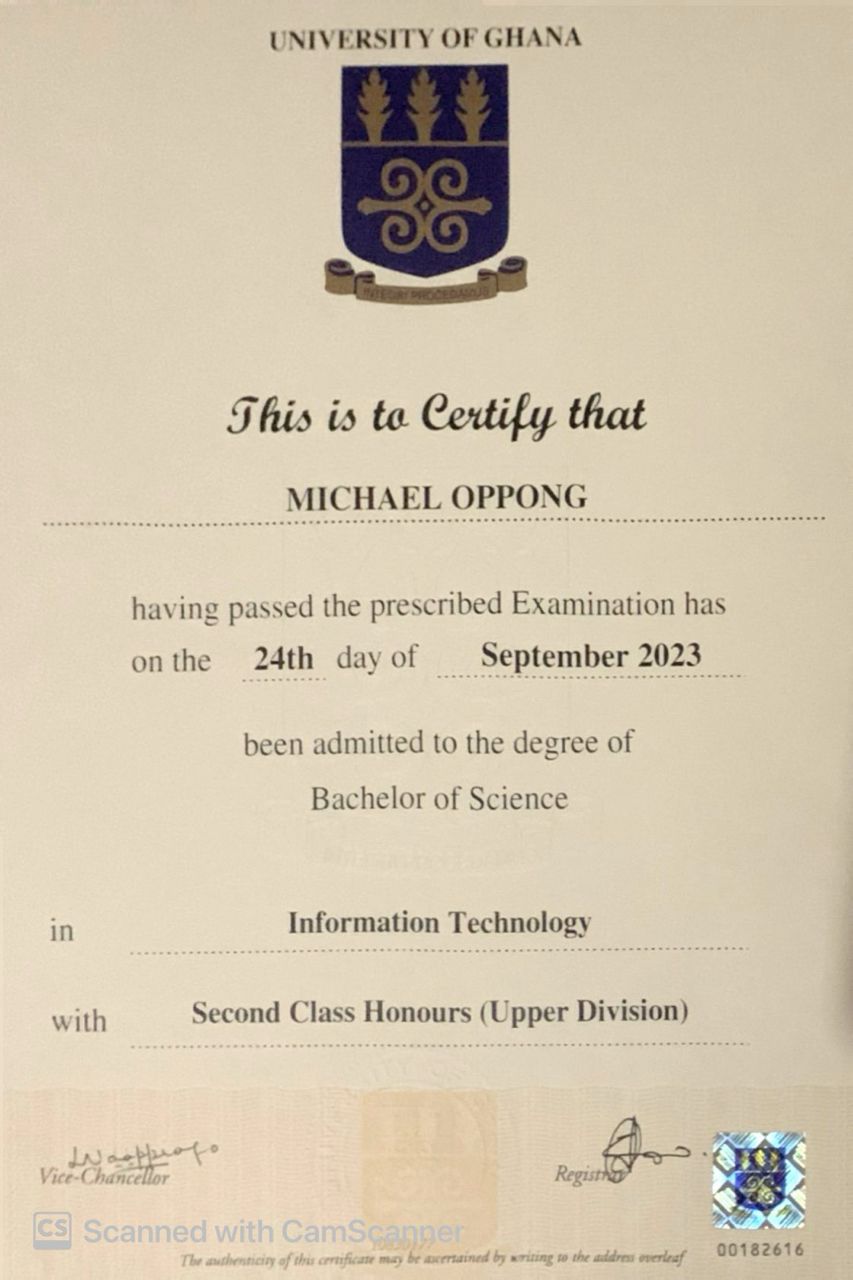 UNIVERSITY OF GHANA
INTEGRI PROCEDAMUS
This is to Certify that
MICHAEL OPPONG
having passed the prescribed Examination has
on the 24th day of September 2023
been admitted to the degree of
Bachelor of Science
in Information Technology
with Second Class Honours (Upper Division)
Vice-Chancellor
Registrar
CS Scanned with CamScanner
The authenticity of this certificate may be ascertained by writing to the address overleaf
00182616